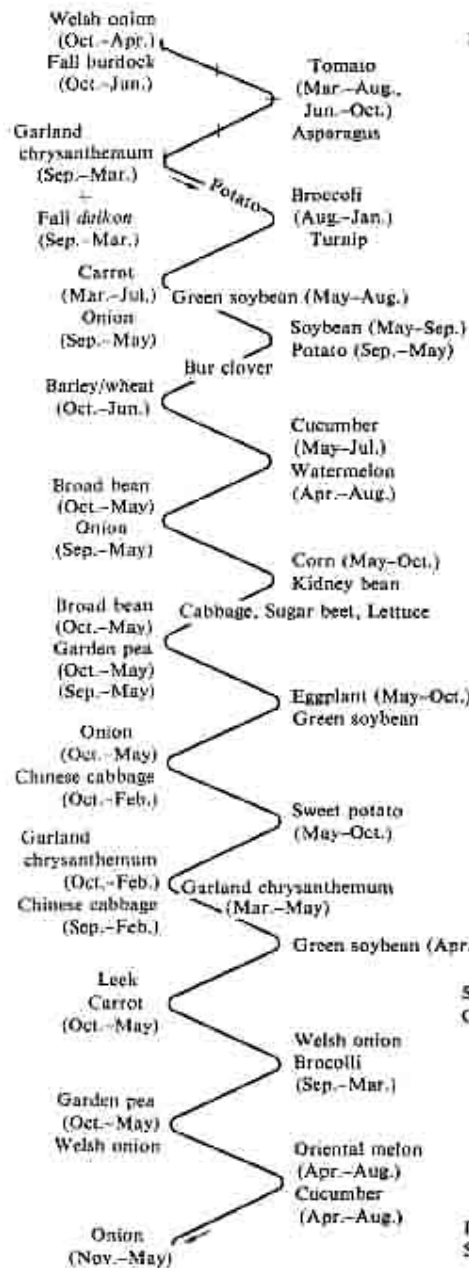 Welsh onion
(Oct.–Apr.)
Fall burdock
(Oct.–Jun.)
Tomato
(Mar.–Aug.,
Jun.–Oct.)
Asparagus
Garland
chrysanthemum
(Sep.–Mar.)
+
Fall daikon
(Sep.–Mar.)
Potato
Broccoli
(Aug.–Jan.)
Turnip
Carrot
(Mar.–Jul.)
Onion
(Sep.–May)
Green soybean (May–Aug.)
Soybean (May–Sep.)
Potato (Sep.–May)
Bur clover
Barley/wheat
(Oct.–Jun.)
Cucumber
(May–Jul.)
Watermelon
(Apr.–Aug.)
Broad bean
(Oct.–May)
Onion
(Sep.–May)
Corn (May–Oct.)
Kidney bean
Cabbage, Sugar beet, Lettuce
Broad bean
(Oct.–May)
Garden pea
(Oct.–May)
(Sep.–May)
Eggplant (May–Oct.)
Green soybean
Onion
(Oct.–May)
Chinese cabbage
(Oct.–Feb.)
Sweet potato
(May–Oct.)
Garland
chrysanthemum
(Oct.–Feb.)
Chinese cabbage
(Sep.–Feb.)
Garland chrysanthemum
(Mar.–May)
Green soybean (Apr.
Leek
Carrot
(Oct.–May)
Welsh onion
Brocolli
(Sep.–Mar.)
Garden pea
(Oct.–May)
Welsh onion
Oriental melon
(Apr.–Aug.)
Cucumber
(Apr.–Aug.)
Onion
(Nov.–May)